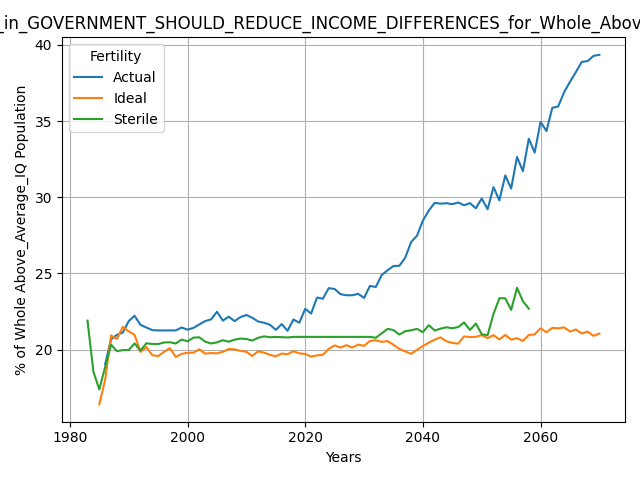 _in_GOVERNMENT_SHOULD_REDUCE_INCOME_DIFFERENCES_for_Whole_Abov
40
35
30
25
20
% of Whole Above_Average_IQ Population
Fertility
Actual
Ideal
Sterile
1980 2000 2020 2040 2060
Years